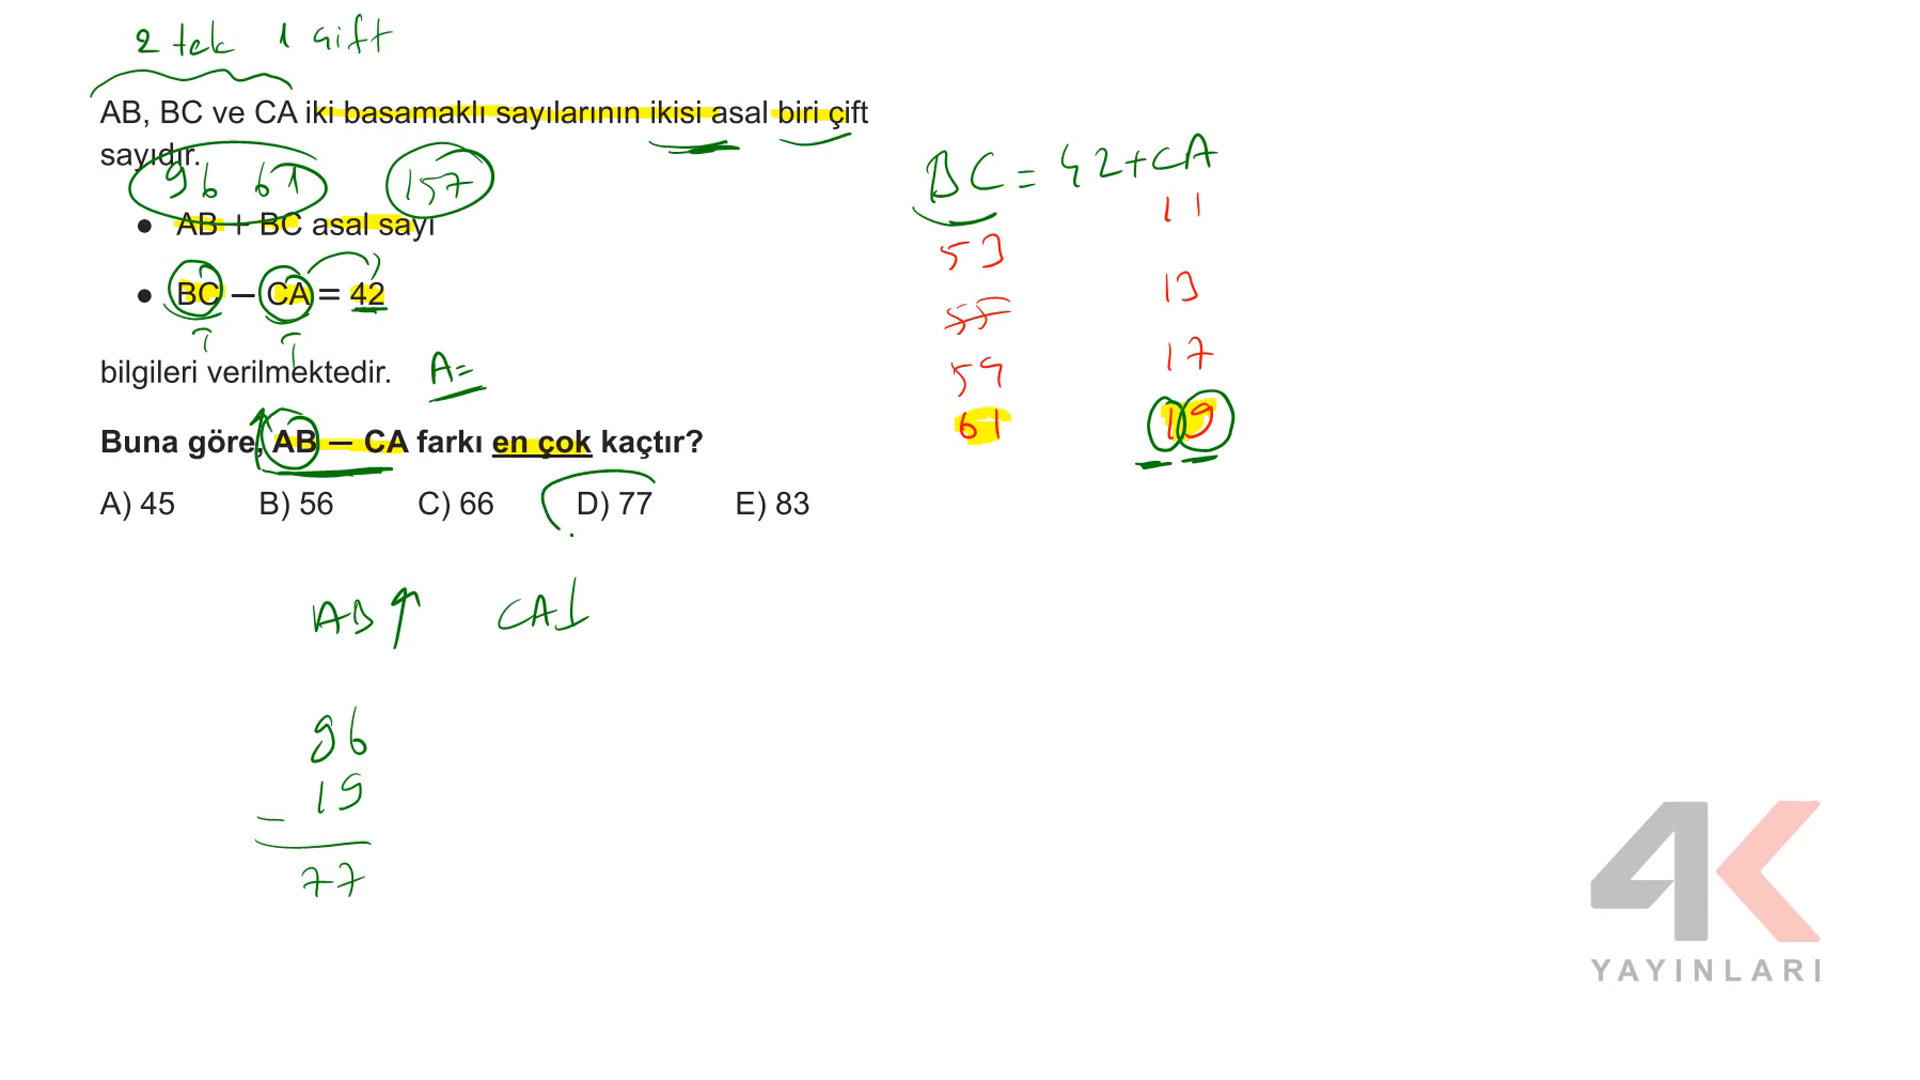 2 tek 1 çift
AB, BC ve CA iki basamaklı sayılarının ikisi asal biri çift
sayıdır.
96 61 157
● AB + BC asal sayı
● BC – CA = 42
bilgileri verilmektedir. A=
Buna göre, AB – CA farkı en çok kaçtır?
A) 45 B) 56 C) 66 D) 77 E) 83
AB↑ CA↓
96
19
–
77
BC = 42+CA
11
53
13
55
17
59
61 19
4K
YAYINLARI